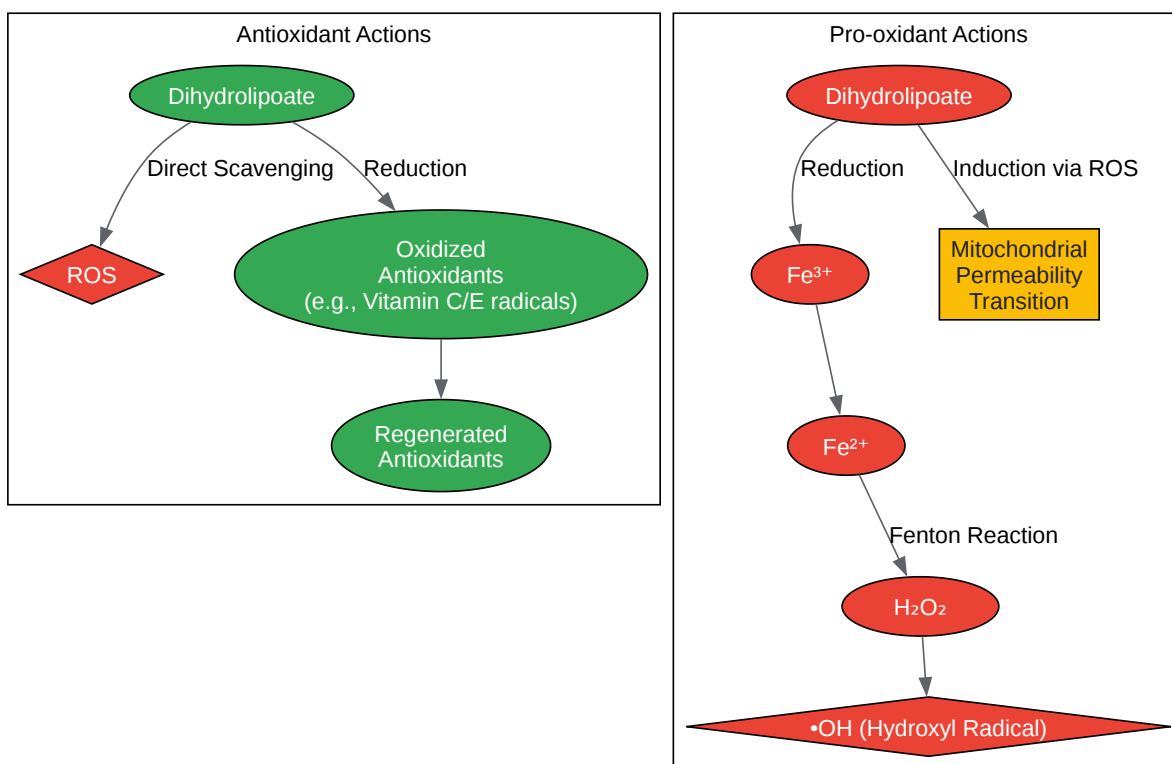 Antioxidant Actions
Dihydrolipoate
Direct Scavenging
Reduction
ROS
Oxidized
Antioxidants
(e.g., Vitamin C/E radicals)
Regenerated
Antioxidants
Pro-oxidant Actions
Dihydrolipoate
Reduction
Induction via ROS
Fe³⁺
Mitochondrial
Permeability
Transition
Fe²⁺
Fenton Reaction
H₂O₂
•OH (Hydroxyl Radical)